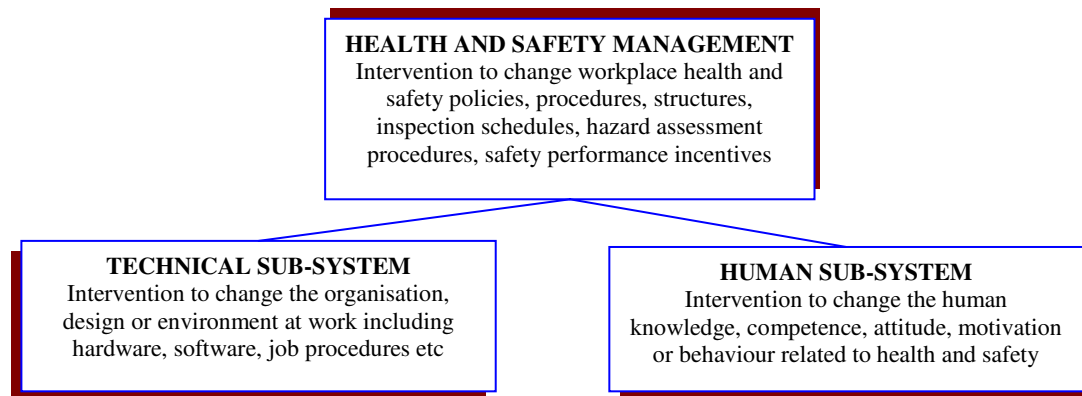 HEALTH AND SAFETY MANAGEMENT
Intervention to change workplace health and
safety policies, procedures, structures,
inspection schedules, hazard assessment
procedures, safety performance incentives
TECHNICAL SUB-SYSTEM
Intervention to change the organisation,
design or environment at work including
hardware, software, job procedures etc
HUMAN SUB-SYSTEM
Intervention to change the human
knowledge, competence, attitude, motivation
or behaviour related to health and safety